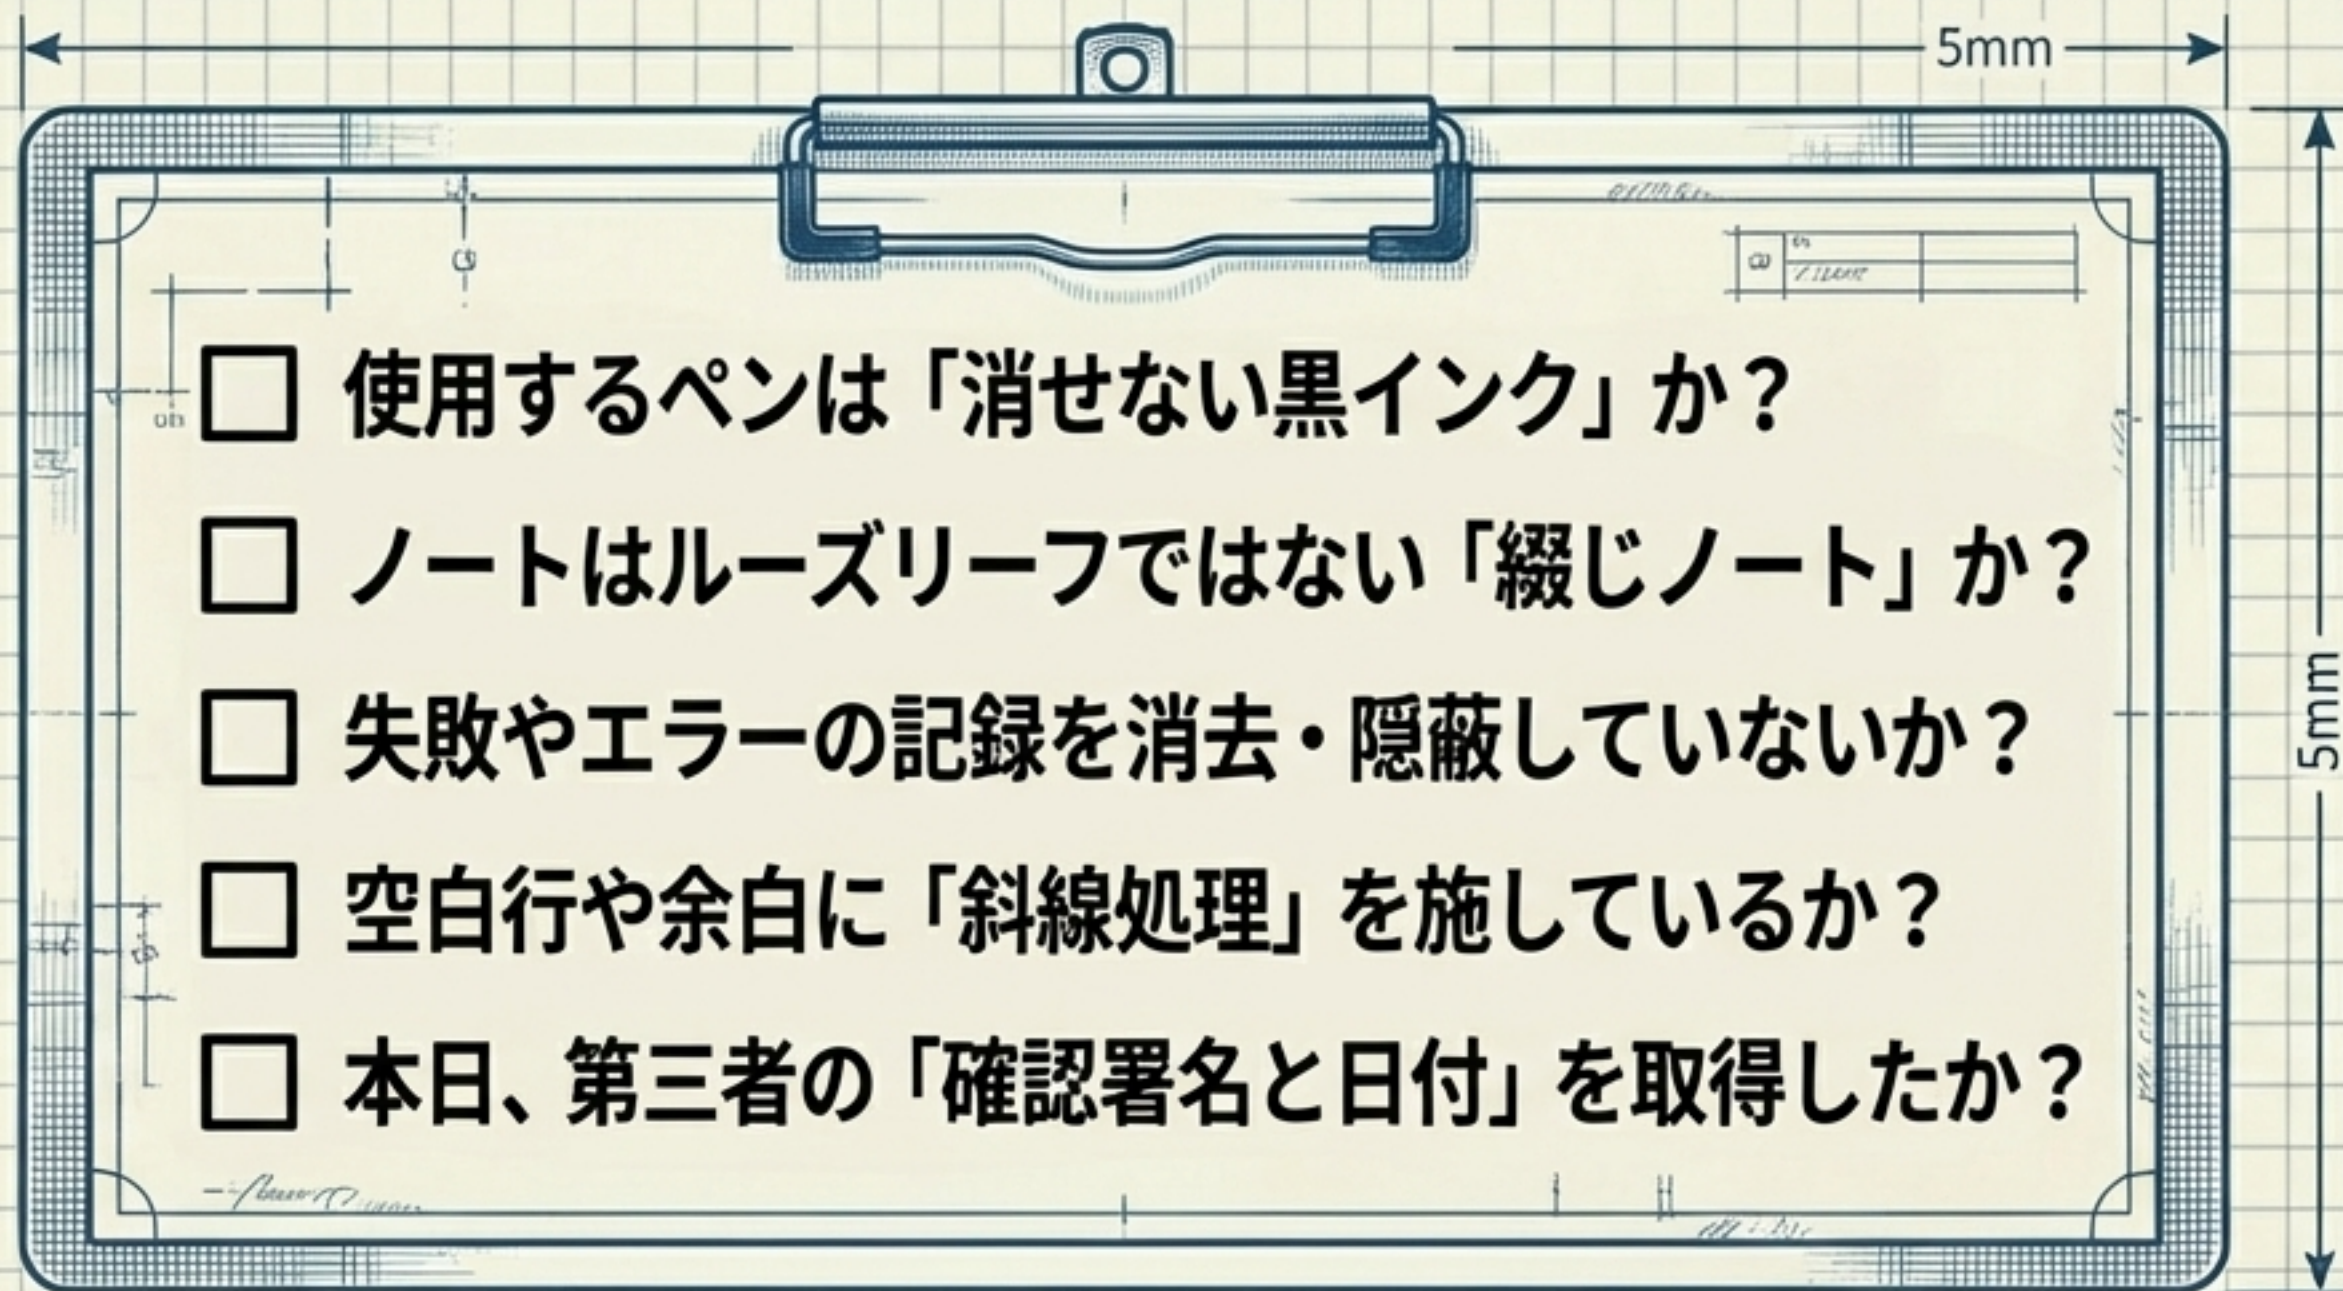 5mm
使用するペンは「消せない黒インク」か？
ノートはルーズリーフではない「綴じノート」か？
失敗やエラーの記録を消去・隠蔽していないか？
空白行や余白に「斜線処理」を施しているか？
本日、第三者の「確認署名と日付」を取得したか？
5mm